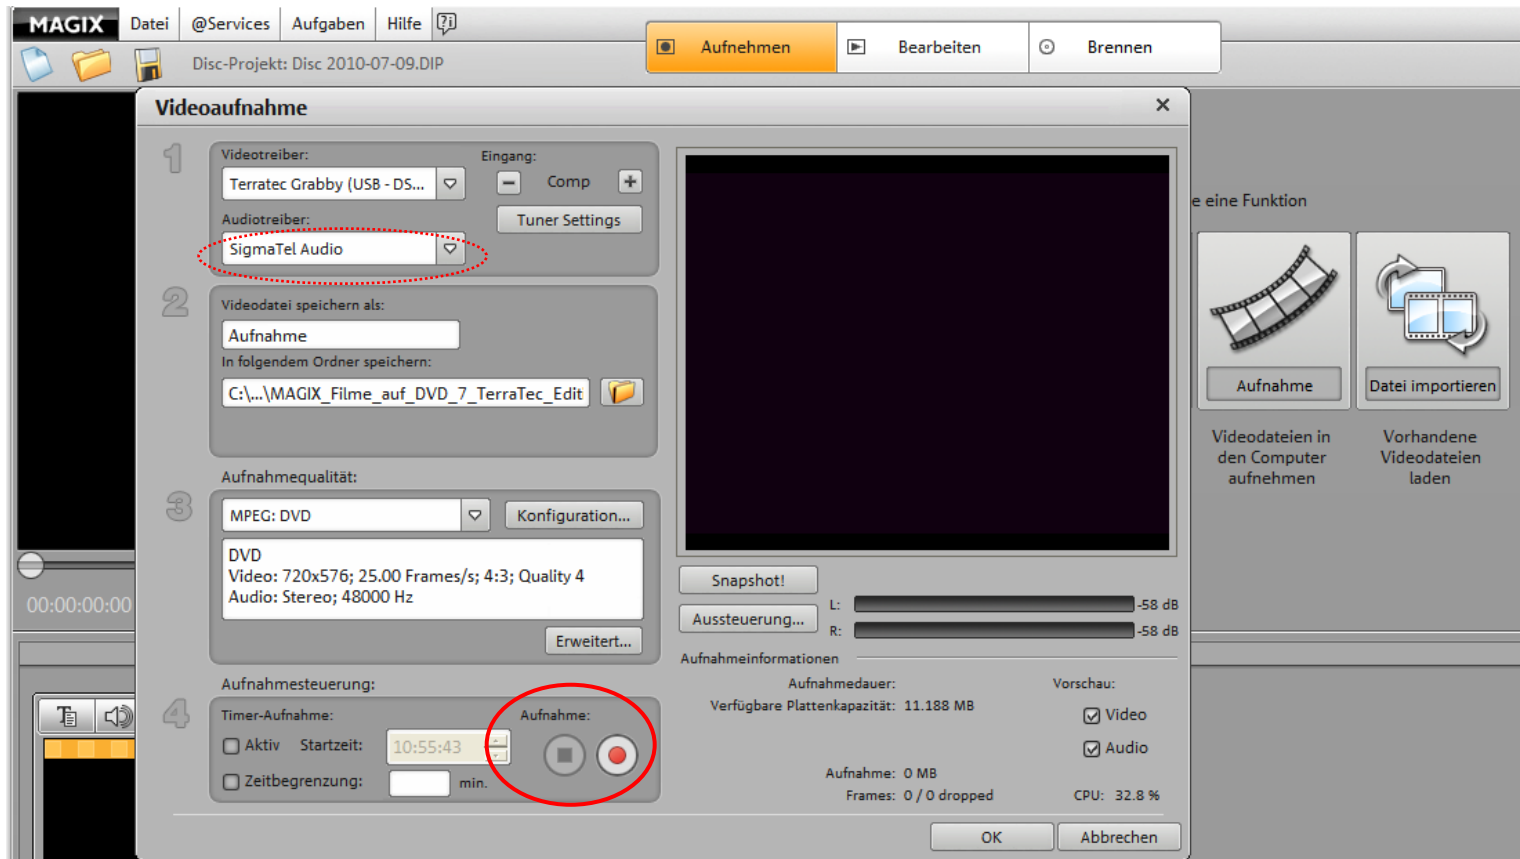 MAGIX Datei @Services Aufgaben Hilfe
Aufnehmen Bearbeiten Brennen
Disc-Projekt: Disc 2010-07-09.DIP
Videoaufnahme
1
Videotreiber: Eingang:
Terratec Grabby (USB - DS... Comp
Audiotreiber: Tuner Settings
SigmaTel Audio
2
Videodatei speichern als:
Aufnahme
In folgendem Ordner speichern:
C:\...\MAGIX_Filme_auf_DVD_7_TerraTec_Edit
Aufnahmequalität:
3
MPEG: DVD Konfiguration...
DVD
Video: 720x576; 25.00 Frames/s; 4:3; Quality 4
Audio: Stereo; 48000 Hz
Erweitert...
Aufnahmesteuerung:
4
Timer-Aufnahme: Aufnahme:
Aktiv Startzeit: 10:55:43
Zeitbegrenzung: min.
Snapshot!
Aussteuerung...
L: -58 dB
R: -58 dB
Aufnahmeinformationen
Aufnahmedauer: Vorschau:
Verfügbare Plattenkapazität: 11.188 MB
Video
Audio
Aufnahme: 0 MB
Frames: 0 / 0 dropped CPU: 32.8 %
OK Abbrechen
e eine Funktion
Aufnahme Datei importieren
Videodateien in
den Computer
aufnehmen
Vorhandene
Videodateien
laden
00:00:00:00